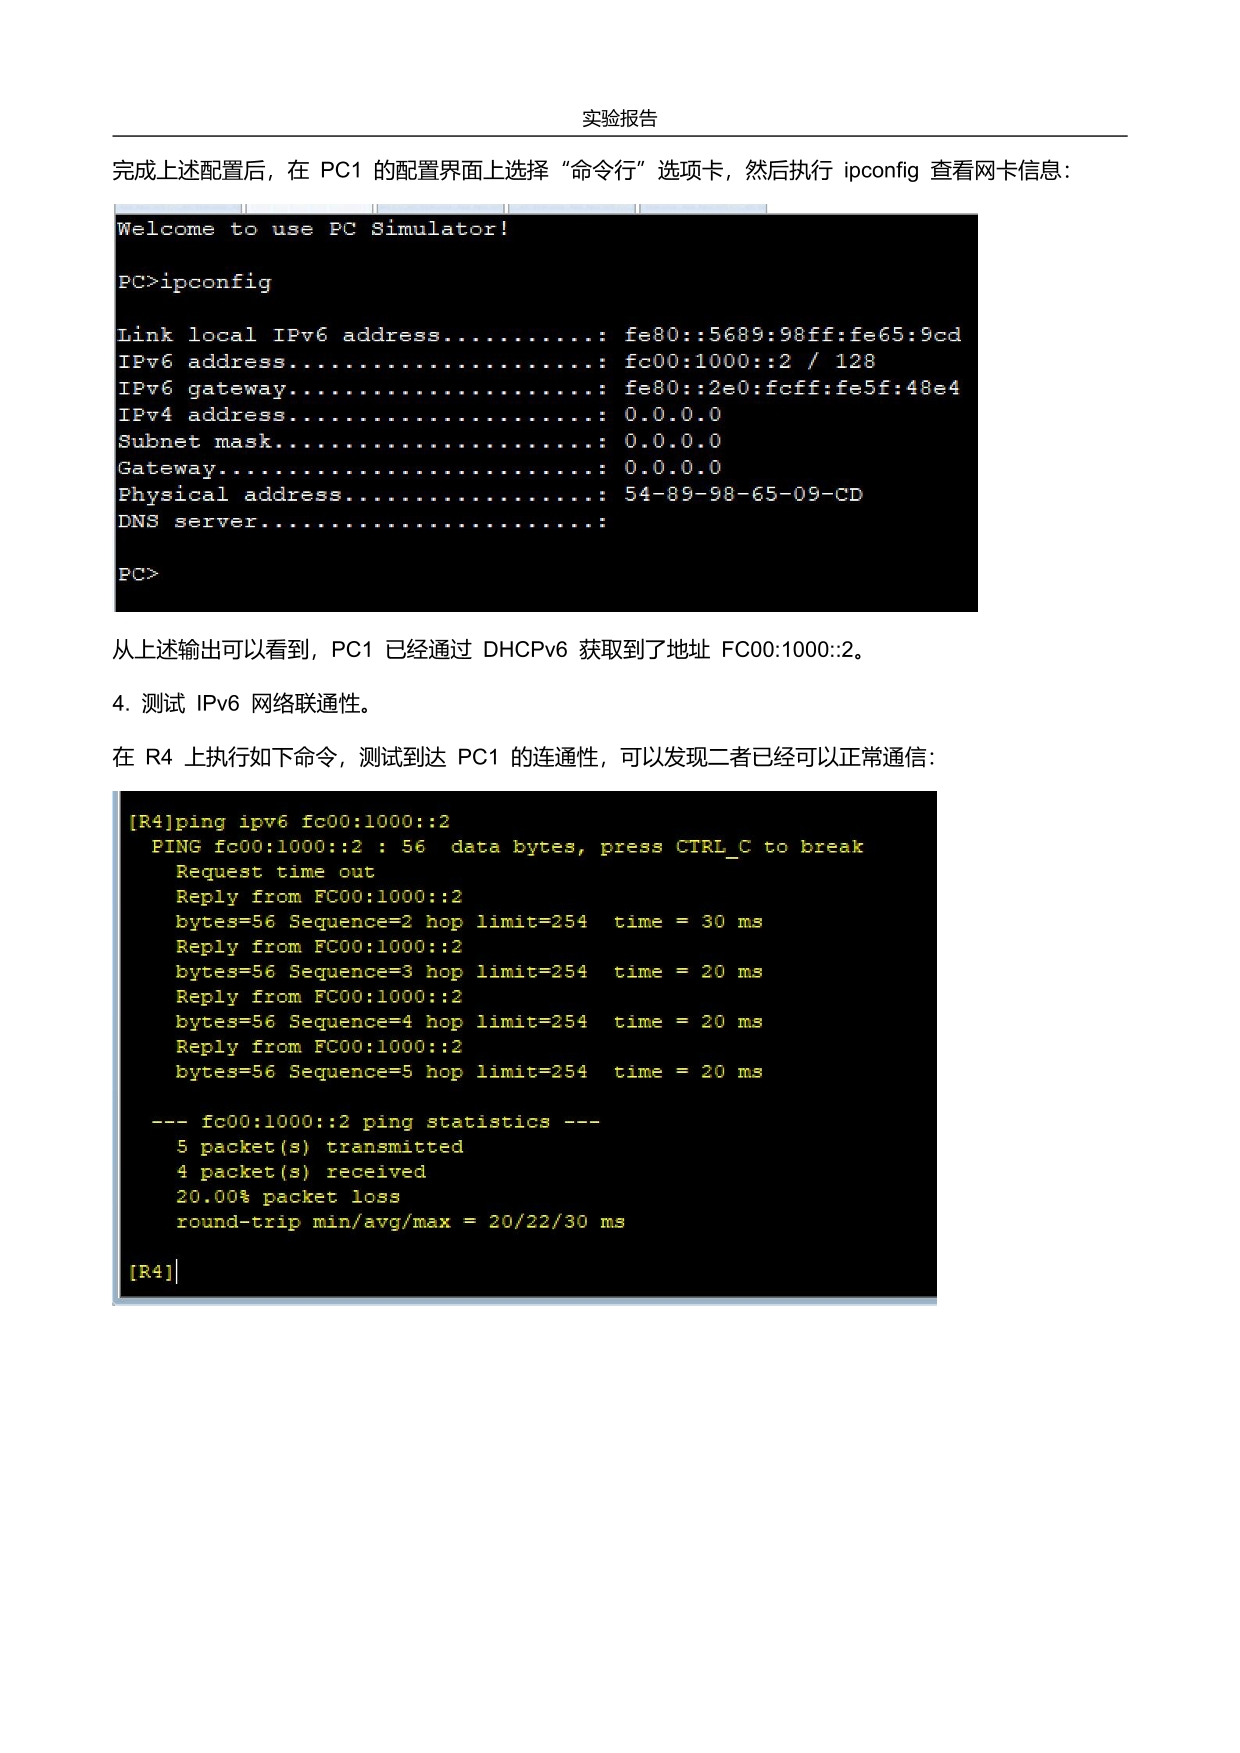 实验报告
完成上述配置后，在 PC1 的配置界面上选择“命令行”选项卡，然后执行 ipconfig 查看网卡信息：
Welcome to use PC Simulator!
PC>ipconfig
Link local IPv6 address...........: fe80::5689:98ff:fe65:9cd
IPv6 address......................: fc00:1000::2 / 128
IPv6 gateway......................: fe80::2e0:fcff:fe5f:48e4
IPv4 address......................: 0.0.0.0
Subnet mask.......................: 0.0.0.0
Gateway...........................: 0.0.0.0
Physical address..................: 54-89-98-65-09-CD
DNS server........................:
PC>
从上述输出可以看到，PC1 已经通过 DHCPv6 获取到了地址 FC00:1000::2。
4. 测试 IPv6 网络联通性。
在 R4 上执行如下命令，测试到达 PC1 的连通性，可以发现二者已经可以正常通信：
[R4]ping ipv6 fc00:1000::2
PING fc00:1000::2 : 56  data bytes, press CTRL_C to break
Request time out
Reply from FC00:1000::2
bytes=56 Sequence=2 hop limit=254  time = 30 ms
Reply from FC00:1000::2
bytes=56 Sequence=3 hop limit=254  time = 20 ms
Reply from FC00:1000::2
bytes=56 Sequence=4 hop limit=254  time = 20 ms
Reply from FC00:1000::2
bytes=56 Sequence=5 hop limit=254  time = 20 ms
--- fc00:1000::2 ping statistics ---
5 packet(s) transmitted
4 packet(s) received
20.00% packet loss
round-trip min/avg/max = 20/22/30 ms
[R4]